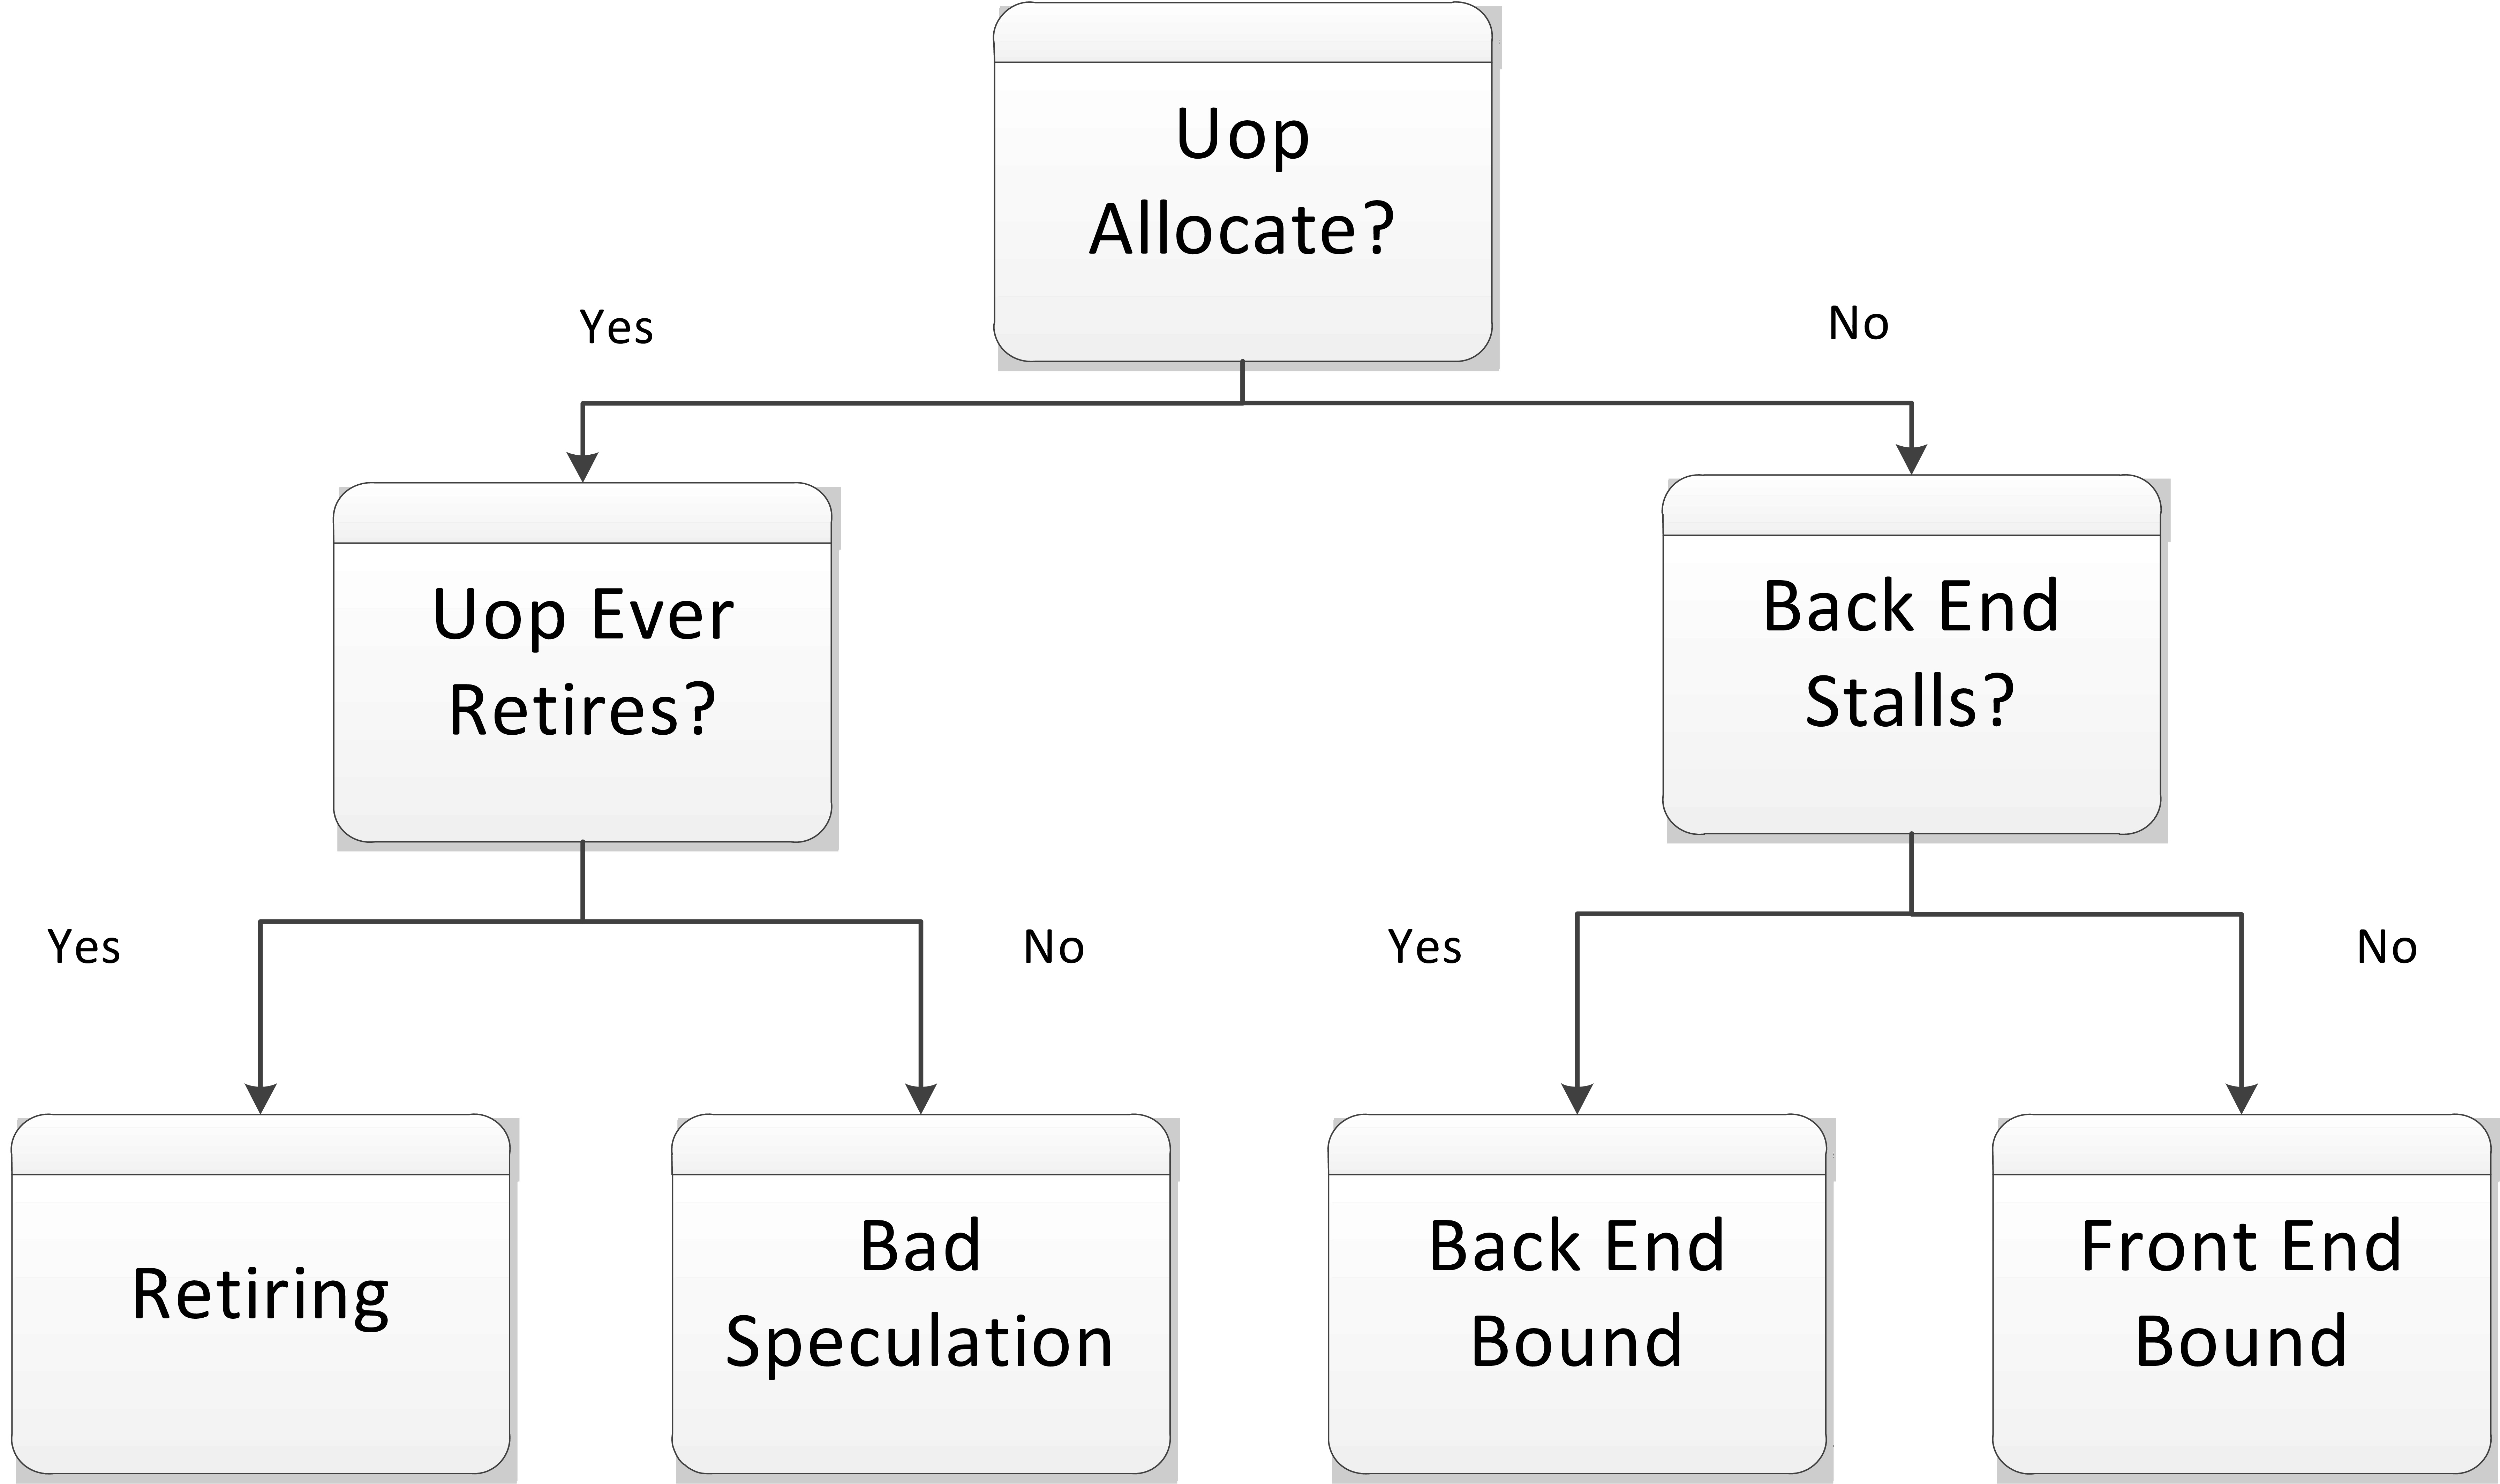 Uop
Allocate?
Yes
No
Uop Ever
Retires?
Back End
Stalls?
Yes
No
Yes
No
Retiring
Bad
Speculation
Back End
Bound
Front End
Bound